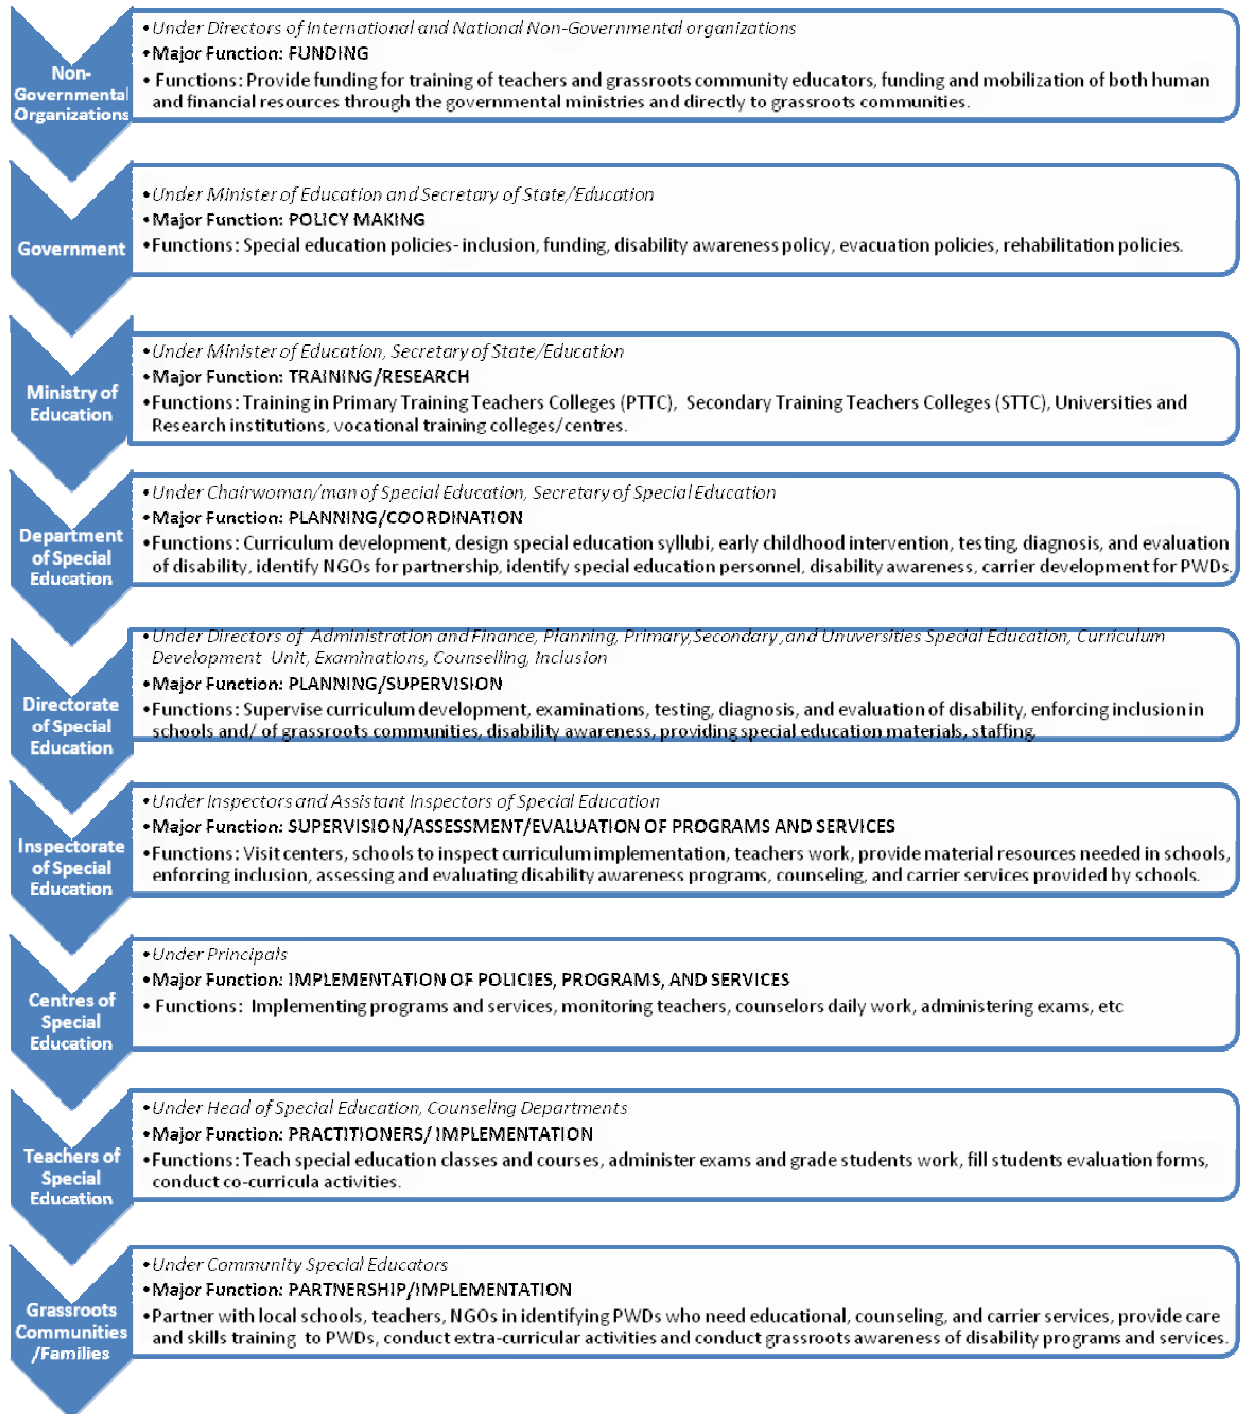 Non-
Governmental
Organizations
•Under Directors of International and National Non-Governmental organizations
•Major Function: FUNDING
• Functions: Provide funding for training of teachers and grassroots community educators, funding and mobilization of both human
and financial resources through the governmental ministries and directly to grassroots communities.
Government
•Under Minister of Education and Secretary of State/Education
•Major Function: POLICY MAKING
•Functions: Special education policies- inclusion, funding, disability awareness policy, evacuation policies, rehabilitation policies.
Ministry of
Education
•Under Minister of Education, Secretary of State/Education
•Major Function: TRAINING/RESEARCH
•Functions: Training in Primary Training Teachers Colleges (PTTC), Secondary Training Teachers Colleges (STTC), Universities and
Research institutions, vocational training colleges/centres.
Department
of Special
Education
•Under Chairwoman/man of Special Education, Secretary of Special Education
•Major Function: PLANNING/COORDINATION
•Functions: Curriculum development, design special education syllubi, early childhood intervention, testing, diagnosis, and evaluation
of disability, identify NGOs for partnership, identify special education personnel, disability awareness, carrier development for PWDs.
Directorate
of Special
Education
•Under Directors of Administration and Finance, Planning, Primary,Secondary,and Unuversities Special Education, Curriculum
Development Unit, Examinations, Counselling, Inclusion
•Major Function: PLANNING/SUPERVISION
•Functions: Supervise curriculum development, examinations, testing, diagnosis, and evaluation of disability, enforcing inclusion in
schools and/ of grassroots communities, disability awareness, providing special education materials, staffing,
Inspectorate
of Special
Education
•Under Inspectors and Assistant Inspectors of Special Education
•Major Function: SUPERVISION/ASSESSMENT/EVALUATION OF PROGRAMS AND SERVICES
•Functions: Visit centers, schools to inspect curriculum implementation, teachers work, provide material resources needed in schools,
enforcing inclusion, assessing and evaluating disability awareness programs, counseling, and carrier services provided by schools.
Centres of
Special
Education
•Under Principals
•Major Function: IMPLEMENTATION OF POLICIES, PROGRAMS, AND SERVICES
• Functions: Implementing programs and services, monitoring teachers, counselors daily work, administering exams, etc
Teachers of
Special
Education
•Under Head of Special Education, Counseling Departments
•Major Function: PRACTITIONERS/ IMPLEMENTATION
•Functions: Teach special education classes and courses, administer exams and grade students work, fill students evaluation forms,
conduct co-curricula activities.
Grassroots
Communities
/Families
•Under Community Special Educators
•Major Function: PARTNERSHIP/IMPLEMENTATION
•Partner with local schools, teachers, NGOs in identifying PWDs who need educational, counseling, and carrier services, provide care
and skills training to PWDs, conduct extra-curricular activities and conduct grassroots awareness of disability programs and services.